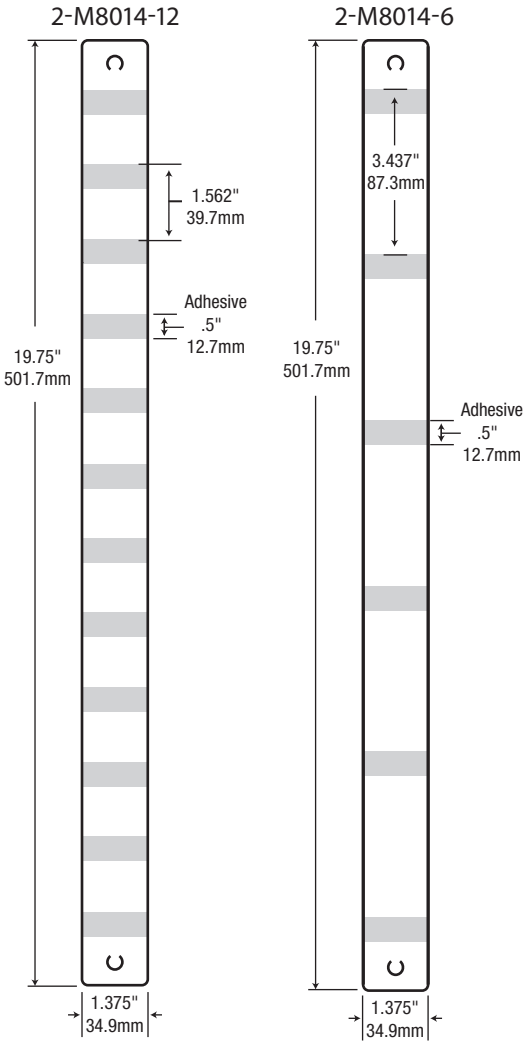 2-M8014-12
1.562"
39.7mm
Adhesive
.5"
12.7mm
19.75"
501.7mm
1.375"
34.9mm
2-M8014-6
3.437"
87.3mm
19.75"
501.7mm
Adhesive
.5"
12.7mm
1.375"
34.9mm